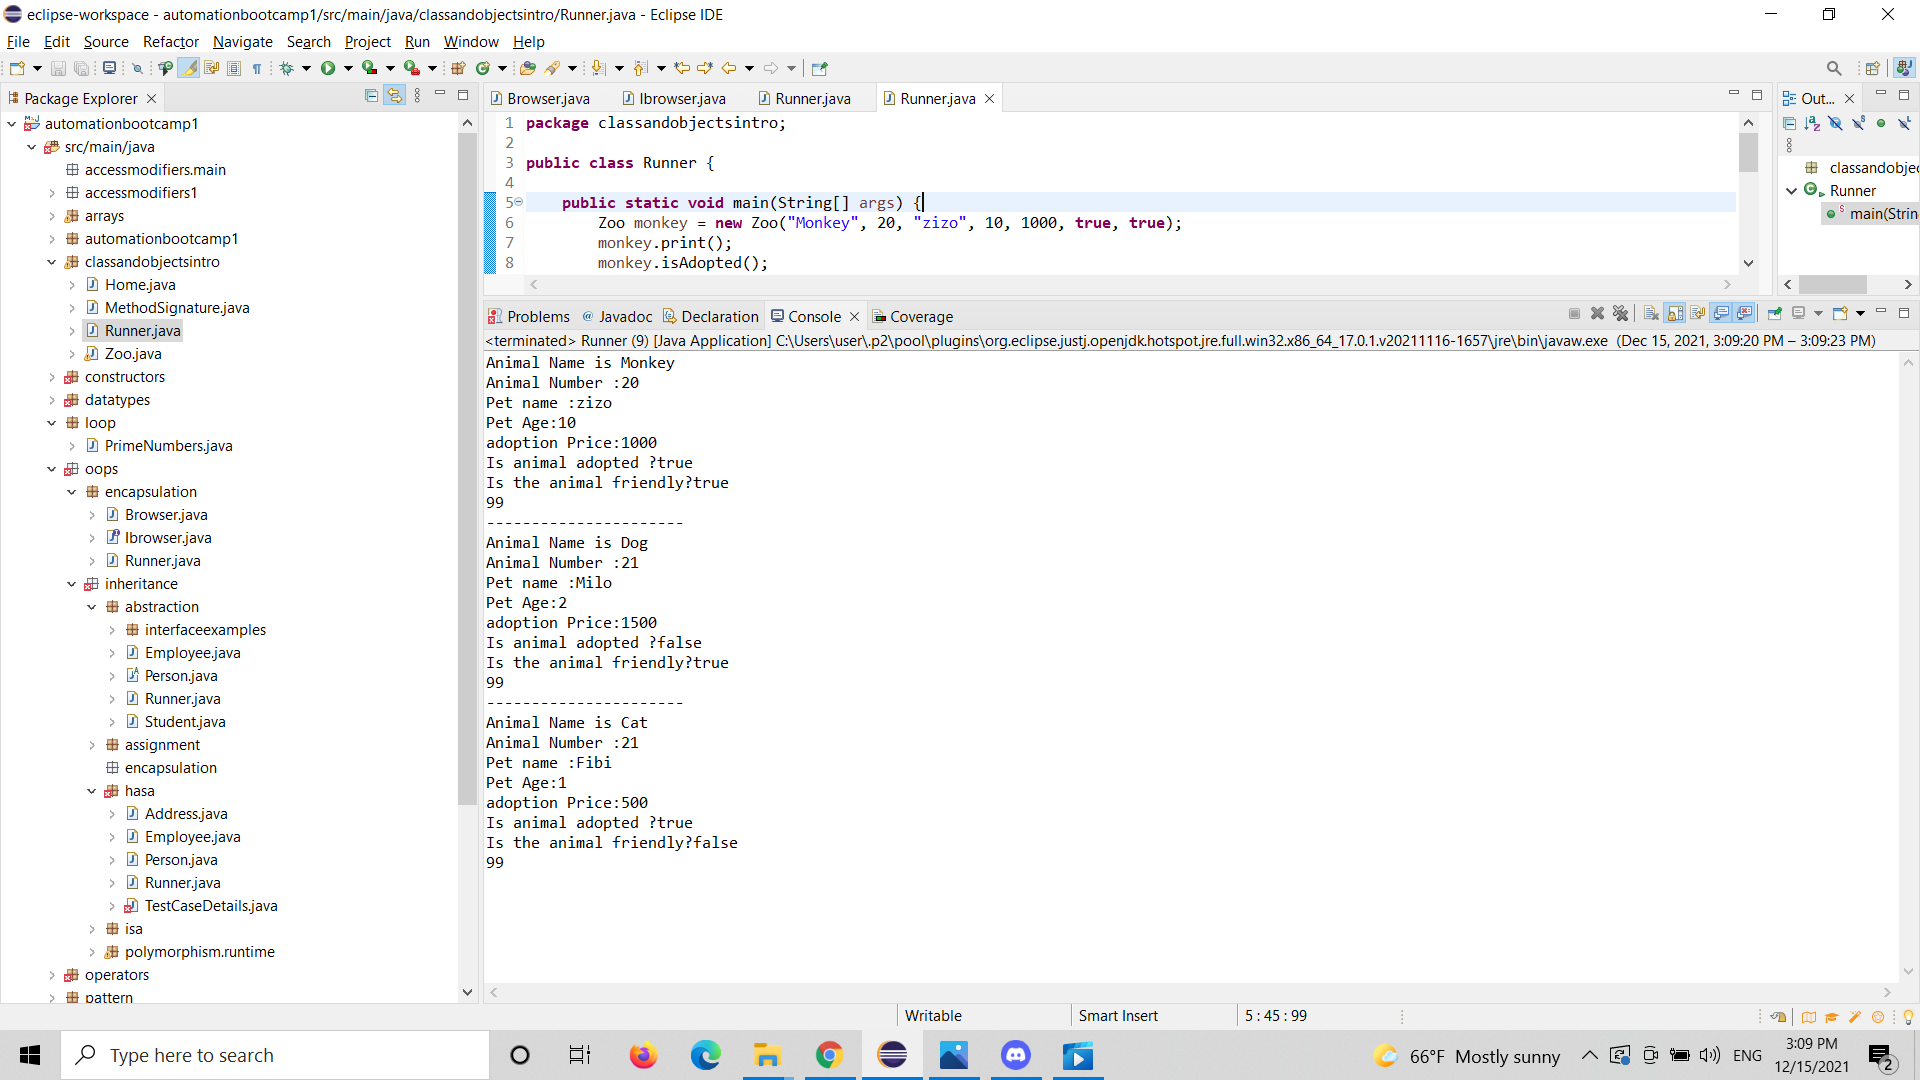 eclipse-workspace - automationbootcamp1/src/main/java/classandobjectsintro/Runner.java - Eclipse IDE
File Edit Source Refactor Navigate Search Project Run Window Help
Package Explorer
automationbootcamp1
src/main/java
accessmodifiers.main
accessmodifiers1
arrays
automationbootcamp1
classandobjectsintro
Home.java
MethodSignature.java
Runner.java
Zoo.java
constructors
datatypes
loop
PrimeNumbers.java
oops
encapsulation
Browser.java
Ibrowser.java
Runner.java
inheritance
abstraction
interfaceexamples
Employee.java
Person.java
Runner.java
Student.java
assignment
encapsulation
hasa
Address.java
Employee.java
Person.java
Runner.java
TestCaseDetails.java
isa
polymorphism.runtime
operators
pattern
Browser.java Ibrowser.java Runner.java Runner.java
1 package classandobjectsintro;
2
3 public class Runner {
4
5 public static void main(String[] args) {
6 Zoo monkey = new Zoo("Monkey", 20, "zizo", 10, 1000, true, true);
7 monkey.print();
8 monkey.isAdopted();
Out...
classandobjec
Runner
main(Strin
Problems Javadoc Declaration Console Coverage
<terminated> Runner (9) [Java Application] C:\Users\user\.p2\pool\plugins\org.eclipse.justj.openjdk.hotspot.jre.full.win32.x86_64_17.0.1.v20211116-1657\jre\bin\javaw.exe (Dec 15, 2021, 3:09:20 PM – 3:09:23 PM)
Animal Name is Monkey
Animal Number :20
Pet name :zizo
Pet Age:10
adoption Price:1000
Is animal adopted ?true
Is the animal friendly?true
99
----------------------
Animal Name is Dog
Animal Number :21
Pet name :Milo
Pet Age:2
adoption Price:1500
Is animal adopted ?false
Is the animal friendly?true
99
----------------------
Animal Name is Cat
Animal Number :21
Pet name :Fibi
Pet Age:1
adoption Price:500
Is animal adopted ?true
Is the animal friendly?false
99
Writable Smart Insert 5 : 45 : 99
Type here to search
66°F Mostly sunny
ENG
3:09 PM
12/15/2021
2